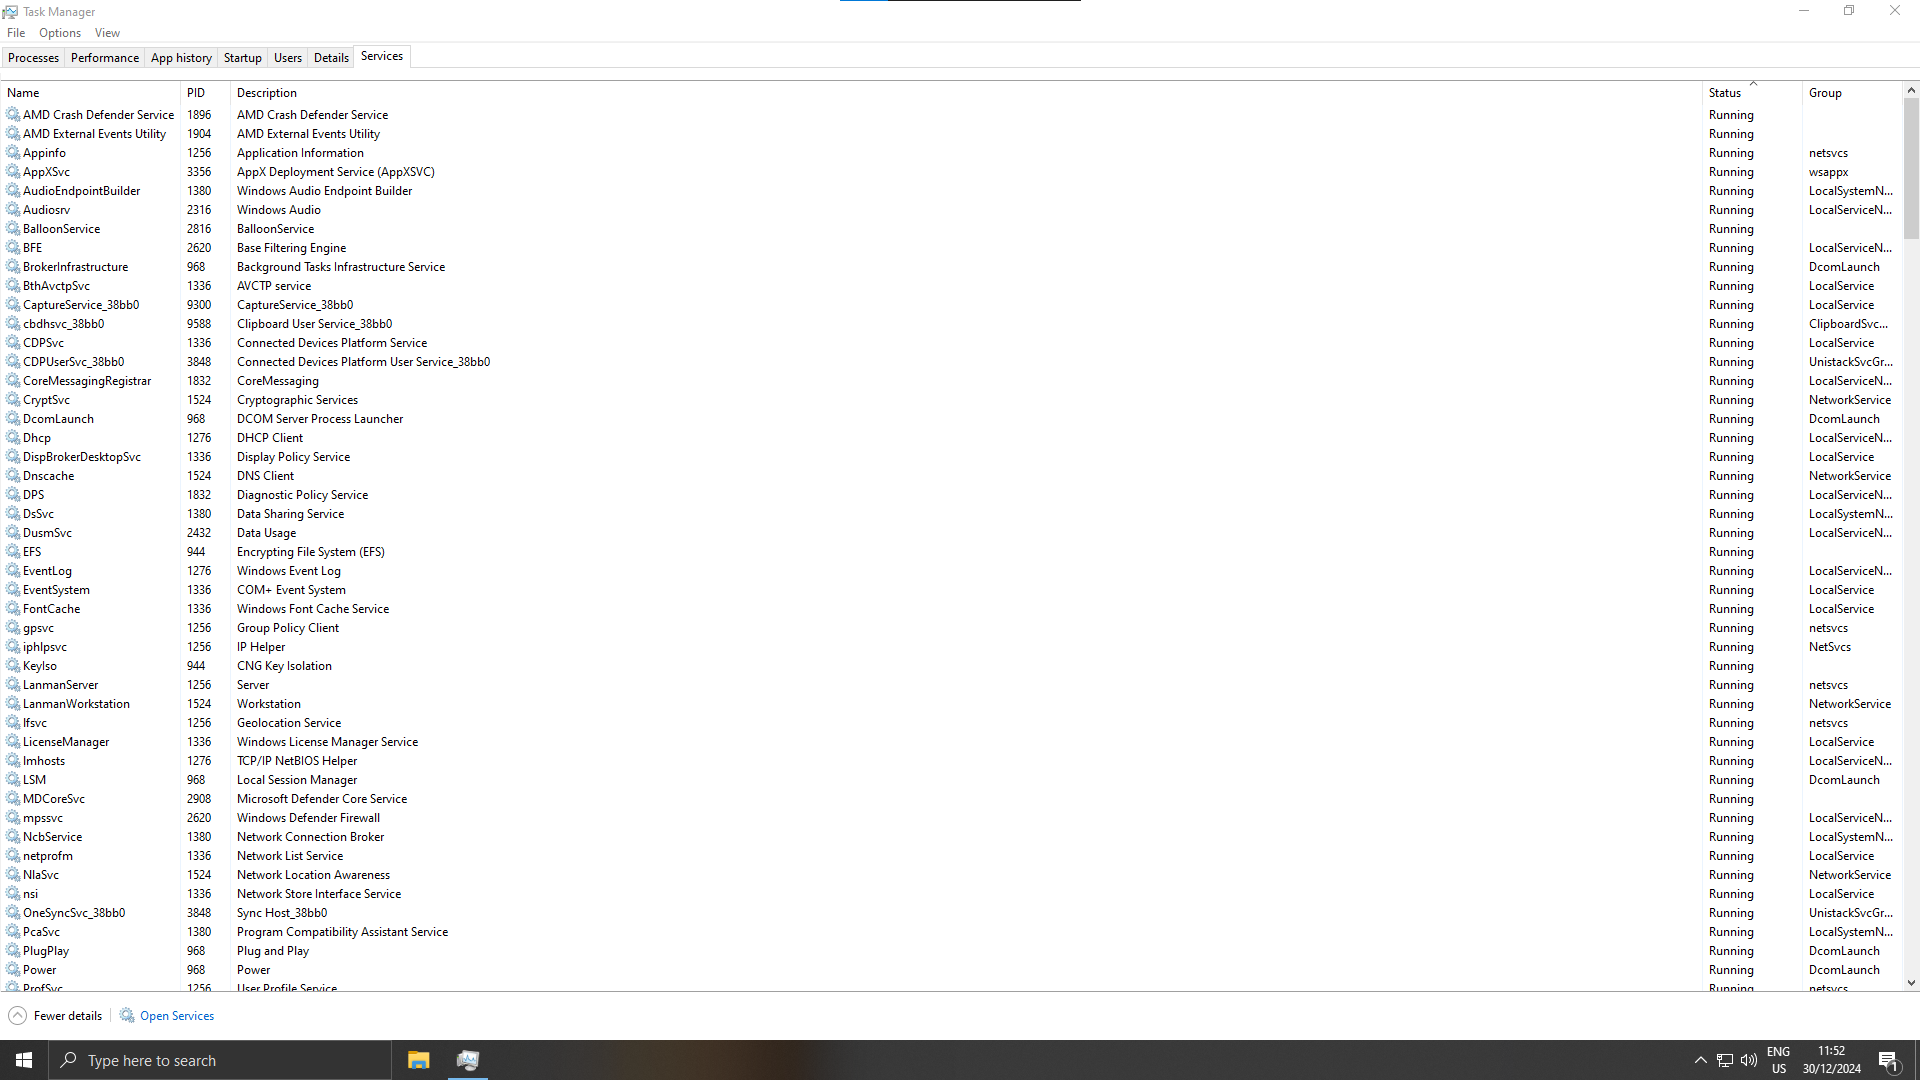 Task Manager
File Options View
Processes Performance App history Startup Users Details Services
Name PID Description Status Group
AMD Crash Defender Service 1896 AMD Crash Defender Service Running
AMD External Events Utility 1904 AMD External Events Utility Running
Appinfo 1256 Application Information Running netsvcs
AppXSvc 3356 AppX Deployment Service (AppXSVC) Running wsappx
AudioEndpointBuilder 1380 Windows Audio Endpoint Builder Running LocalSystemN...
Audiosrv 2316 Windows Audio Running LocalServiceN...
BalloonService 2816 BalloonService Running
BFE 2620 Base Filtering Engine Running LocalServiceN...
BrokerInfrastructure 968 Background Tasks Infrastructure Service Running DcomLaunch
BthAvctpSvc 1336 AVCTP service Running LocalService
CaptureService_38bb0 9300 CaptureService_38bb0 Running LocalService
cbdhsvc_38bb0 9588 Clipboard User Service_38bb0 Running ClipboardSvc...
CDPSvc 1336 Connected Devices Platform Service Running LocalService
CDPUserSvc_38bb0 3848 Connected Devices Platform User Service_38bb0 Running UnistackSvcGr...
CoreMessagingRegistrar 1832 CoreMessaging Running LocalServiceN...
CryptSvc 1524 Cryptographic Services Running NetworkService
DcomLaunch 968 DCOM Server Process Launcher Running DcomLaunch
Dhcp 1276 DHCP Client Running LocalServiceN...
DispBrokerDesktopSvc 1336 Display Policy Service Running LocalService
Dnscache 1524 DNS Client Running NetworkService
DPS 1832 Diagnostic Policy Service Running LocalServiceN...
DsSvc 1380 Data Sharing Service Running LocalSystemN...
DusmSvc 2432 Data Usage Running LocalServiceN...
EFS 944 Encrypting File System (EFS) Running
EventLog 1276 Windows Event Log Running LocalServiceN...
EventSystem 1336 COM+ Event System Running LocalService
FontCache 1336 Windows Font Cache Service Running LocalService
gpsvc 1256 Group Policy Client Running netsvcs
iphlpsvc 1256 IP Helper Running NetSvcs
KeyIso 944 CNG Key Isolation Running
LanmanServer 1256 Server Running netsvcs
LanmanWorkstation 1524 Workstation Running NetworkService
lfsvc 1256 Geolocation Service Running netsvcs
LicenseManager 1336 Windows License Manager Service Running LocalService
lmhosts 1276 TCP/IP NetBIOS Helper Running LocalServiceN...
LSM 968 Local Session Manager Running DcomLaunch
MDCoreSvc 2908 Microsoft Defender Core Service Running
mpssvc 2620 Windows Defender Firewall Running LocalServiceN...
NcbService 1380 Network Connection Broker Running LocalSystemN...
netprofm 1336 Network List Service Running LocalService
NlaSvc 1524 Network Location Awareness Running NetworkService
nsi 1336 Network Store Interface Service Running LocalService
OneSyncSvc_38bb0 3848 Sync Host_38bb0 Running UnistackSvcGr...
PcaSvc 1380 Program Compatibility Assistant Service Running LocalSystemN...
PlugPlay 968 Plug and Play Running DcomLaunch
Power 968 Power Running DcomLaunch
ProfSvc 1256 User Profile Service Running netsvcs
Fewer details Open Services
Type here to search
ENG
US
11:52
30/12/2024
1